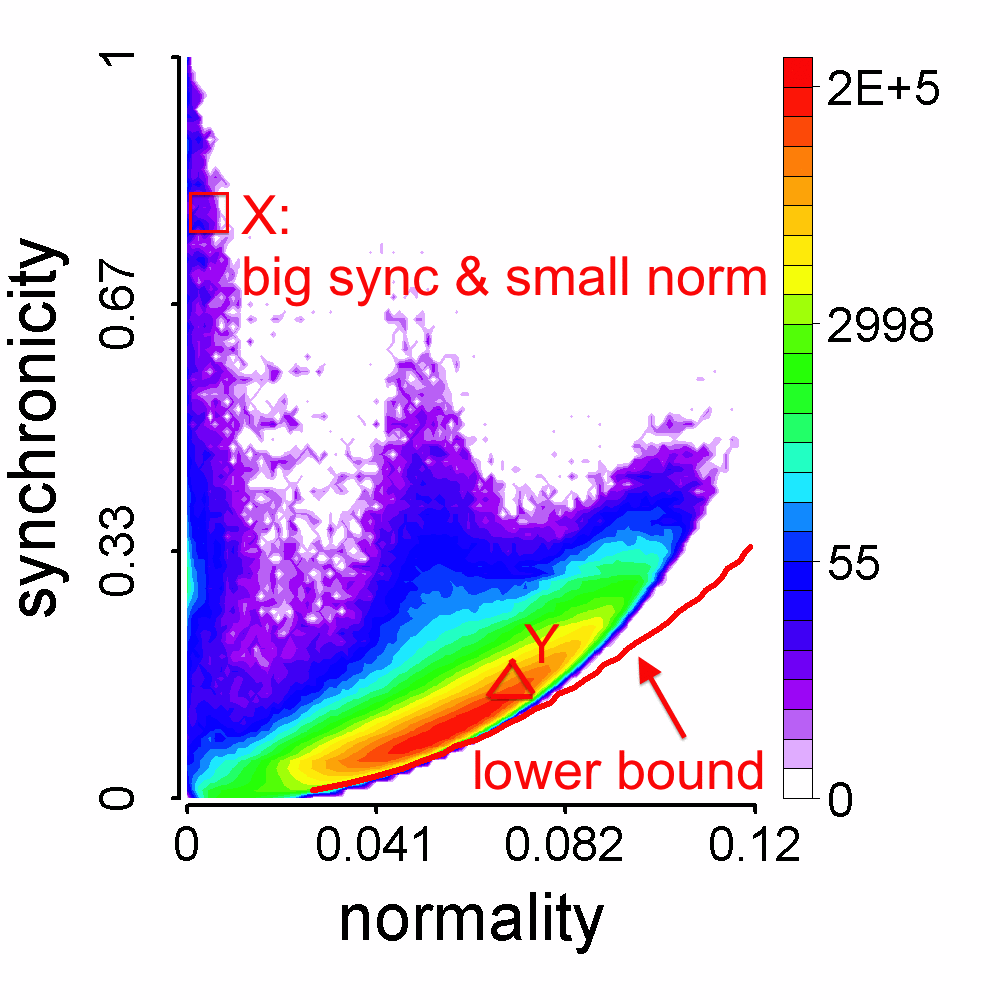 synchronicity
1
0.67
0.33
0
X:
big sync & small norm
Y
lower bound
0
0.041
0.082
0.12
normality
2E+5
2998
55
0